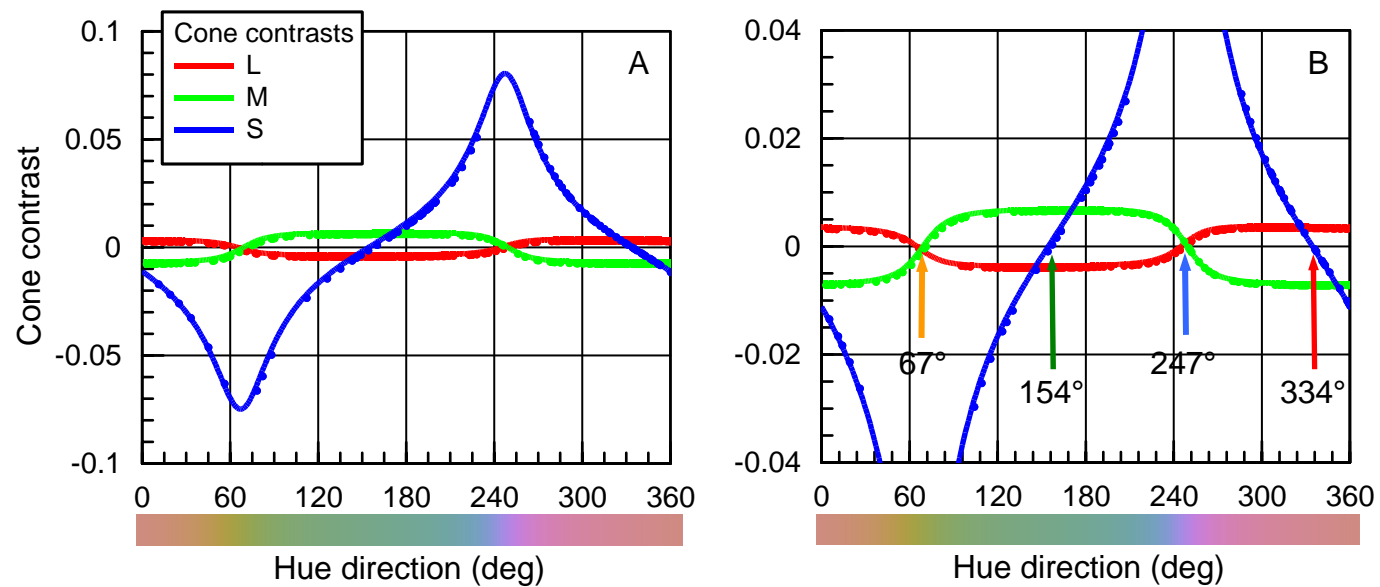 Cone contrasts
L
M
S
A
0.1
0.05
0
-0.05
-0.1
Cone contrast
0 60 120 180 240 300 360
Hue direction (deg)
B
0.04
0.02
0
-0.02
-0.04
67°
154°
247°
334°
0 60 120 180 240 300 360
Hue direction (deg)